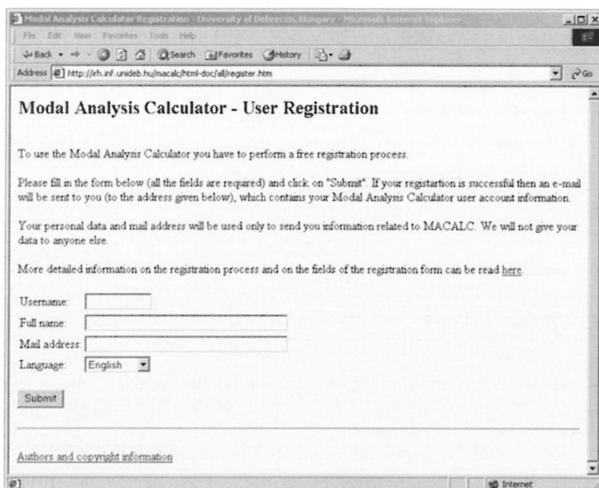 Modal Analysis Calculator Registration - University of Debrecen, Hungary - Microsoft Internet Explorer
File Edit View Favorites Tools Help
Back Search Favorites History
Address http://irh.inf.unideb.hu/macalc/html-doc/all/register.htm Go
Modal Analysis Calculator - User Registration
To use the Modal Analysis Calculator you have to perform a free registration process.
Please fill in the form below (all the fields are required) and click on "Submit". If your registartion is successful then an e-mail
will be sent to you (to the address given below), which contains your Modal Analysis Calculator user account information.
Your personal data and mail address will be used only to send you information related to MACALC. We will not give your
data to anyone else.
More detailed information on the registration process and on the fields of the registration form can be read here.
Username:
Full name:
Mail address:
Language: English
Submit
Authors and copyright information
Internet